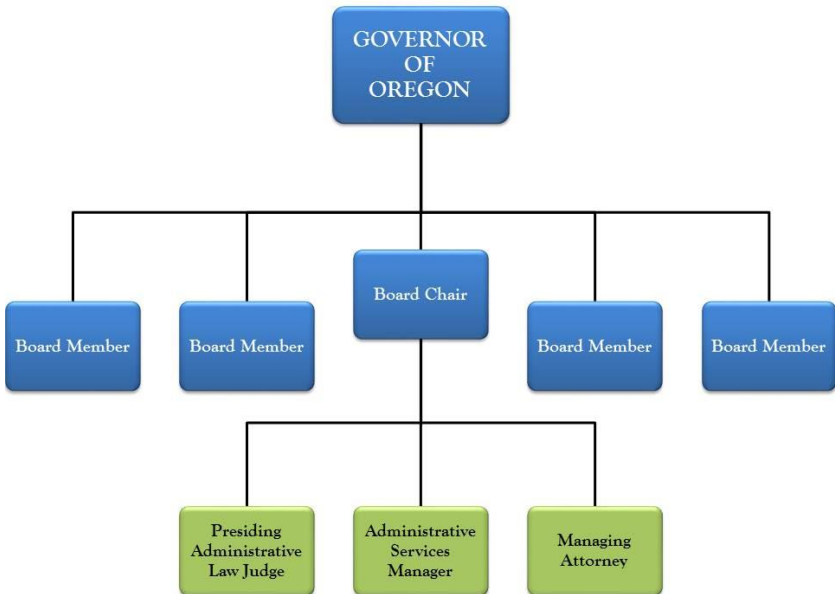 GOVERNOR
OF
OREGON
Board Chair
Board Member
Board Member
Board Member
Board Member
Presiding
Administrative
Law Judge
Administrative
Services
Manager
Managing
Attorney